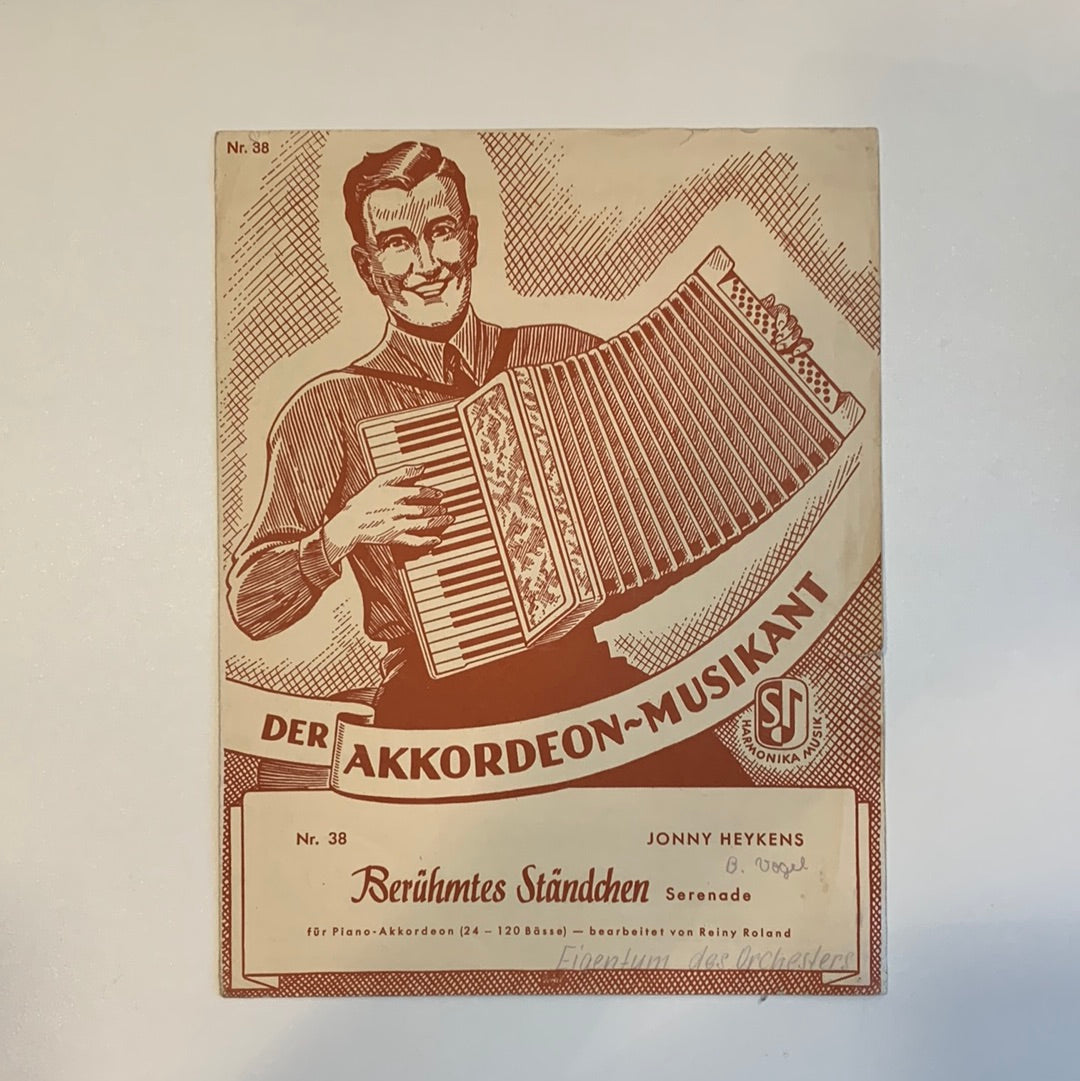 Nr. 38
DER AKKORDEON~MUSIKANT
HARMONIKA MUSIK
Nr. 38 JONNY HEYKENS
B. Vogel
Berühmtes Ständchen Serenade
für Piano-Akkordeon (24 – 120 Bässe) — bearbeitet von Reiny Roland
Eigentum des Orchesters